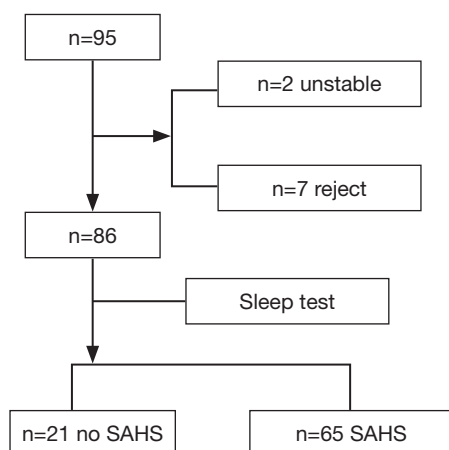 n=95
n=2 unstable
n=7 reject
n=86
Sleep test
n=21 no SAHS
n=65 SAHS